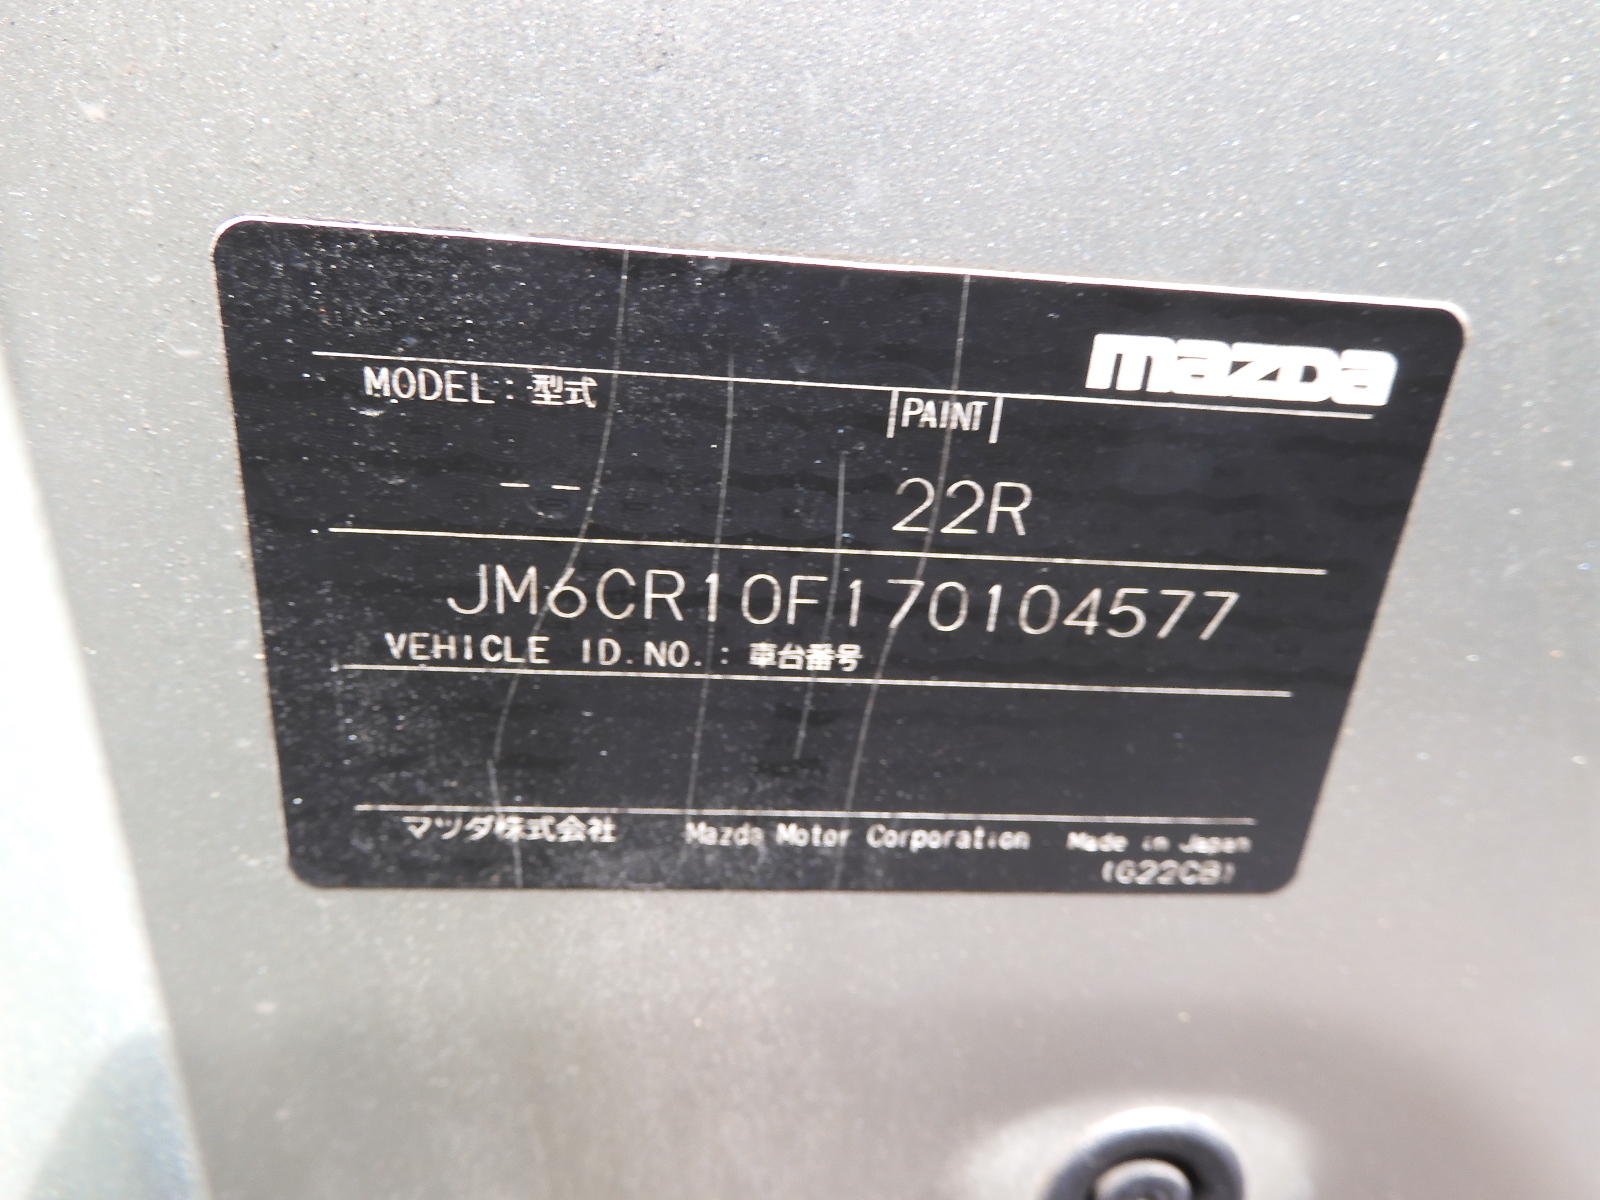 mazda
MODEL : 型式
PAINT
-- 22R
JM6CR10F170104577
VEHICLE ID.NO. : 車台番号
マツダ株式会社 Mazda Motor Corporation Made in Japan
(G22CB)